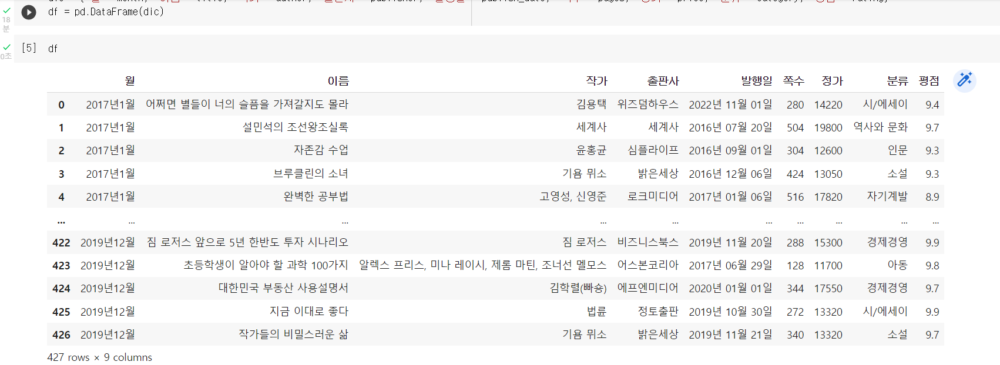 df = pd.DataFrame(dic)
18
분
[5] df
0초
월 이름 작가 출판사 발행일 쪽수 정가 분류 평점
0 2017년1월 어쩌면 별들이 너의 슬픔을 가져갈지도 몰라 김용택 위즈덤하우스 2022년 11월 01일 280 14220 시/에세이 9.4
1 2017년1월 설민석의 조선왕조실록 세계사 세계사 2016년 07월 20일 504 19800 역사와 문화 9.7
2 2017년1월 자존감 수업 윤홍균 심플라이프 2016년 09월 01일 304 12600 인문 9.3
3 2017년1월 브루클린의 소녀 기욤 뮈소 밝은세상 2016년 12월 06일 424 13050 소설 9.3
4 2017년1월 완벽한 공부법 고영성, 신영준 로크미디어 2017년 01월 06일 516 17820 자기계발 8.9
... ... ... ... ... ... ... ... ... ...
422 2019년12월 짐 로저스 앞으로 5년 한반도 투자 시나리오 짐 로저스 비즈니스북스 2019년 11월 20일 288 15300 경제경영 9.9
423 2019년12월 초등학생이 알아야 할 과학 100가지 알렉스 프리스, 미나 레이시, 제롬 마틴, 조너선 멜모스 어스본코리아 2017년 06월 29일 128 11700 아동 9.8
424 2019년12월 대한민국 부동산 사용설명서 김학렬(빠숑) 에프엔미디어 2020년 01월 01일 344 17550 경제경영 9.7
425 2019년12월 지금 이대로 좋다 법륜 정토출판 2019년 10월 30일 272 13320 시/에세이 9.9
426 2019년12월 작가들의 비밀스러운 삶 기욤 뮈소 밝은세상 2019년 11월 21일 340 13320 소설 9.7
427 rows × 9 columns